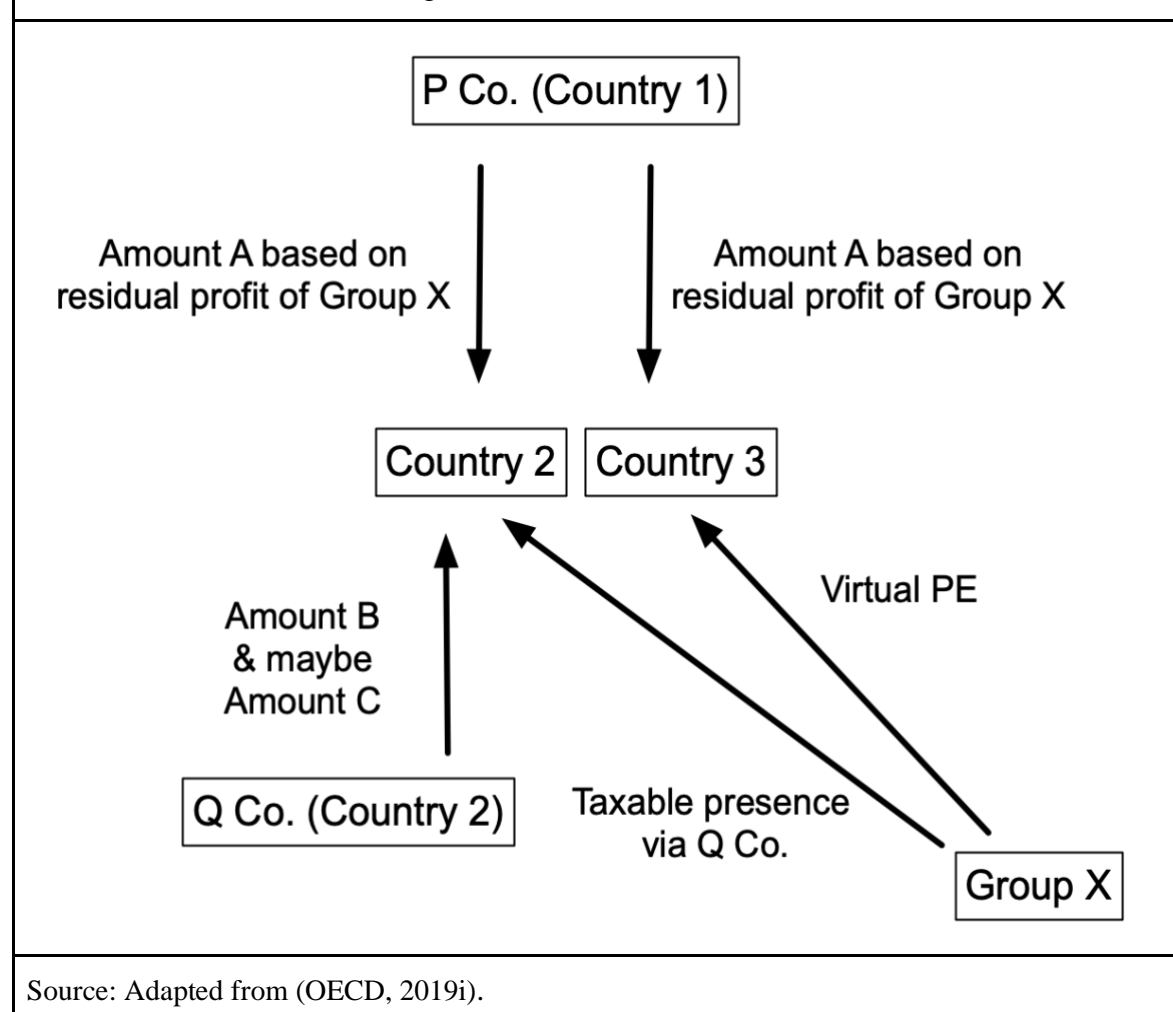 P Co. (Country 1)
Amount A based on
residual profit of Group X
Amount A based on
residual profit of Group X
Country 2
Country 3
Virtual PE
Amount B
& maybe
Amount C
Q Co. (Country 2)
Taxable presence
via Q Co.
Group X
Source: Adapted from (OECD, 2019i).